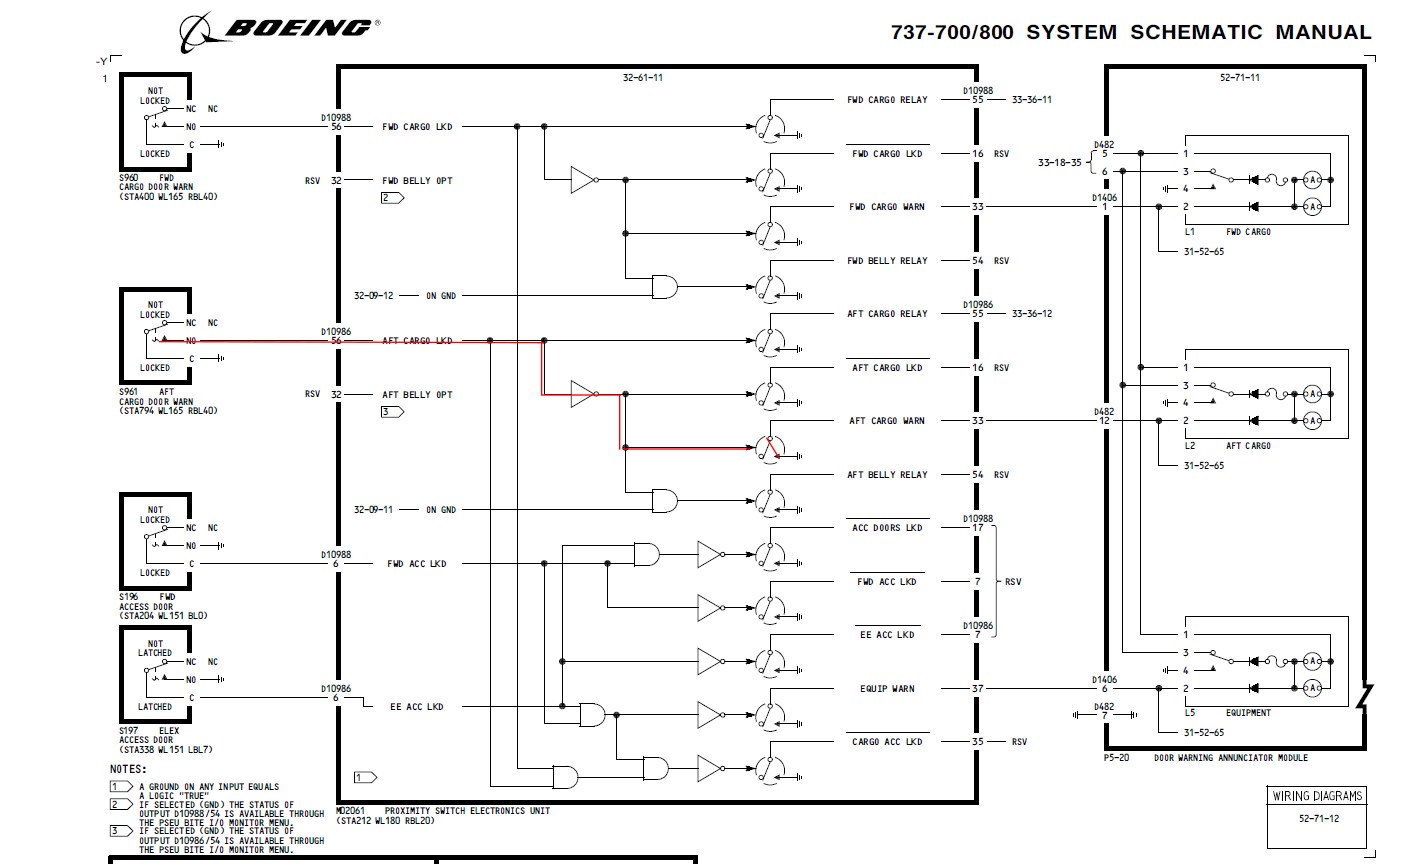 BOEING®
737-700/800 SYSTEM SCHEMATIC MANUAL
-Y
1
32-61-11
52-71-11
NOT
LOCKED
NC NC
NO
C
LOCKED
S960 FWD
CARGO DOOR WARN
(STA400 WL165 RBL40)
D10988
56 FWD CARGO LKD
RSV 32 FWD BELLY OPT
2
32-09-12 ON GND
NOT
LOCKED
NC NC
NO
C
LOCKED
S961 AFT
CARGO DOOR WARN
(STA794 WL165 RBL40)
D10986
56 AFT CARGO LKD
RSV 32 AFT BELLY OPT
3
32-09-11 ON GND
NOT
LOCKED
NC NC
NO
C
LOCKED
S196 FWD
ACCESS DOOR
(STA204 WL151 BL0)
D10988
6 FWD ACC LKD
NOT
LATCHED
NC NC
NO
C
LATCHED
S197 ELEX
ACCESS DOOR
(STA338 WL151 LBL7)
D10986
6 EE ACC LKD
1
FWD CARGO RELAY D10988 55 33-36-11
FWD CARGO LKD 16 RSV
FWD CARGO WARN 33
FWD BELLY RELAY 54 RSV
AFT CARGO RELAY D10986 55 33-36-12
AFT CARGO LKD 16 RSV
AFT CARGO WARN 33
AFT BELLY RELAY 54 RSV
ACC DOORS LKD D10988 17
FWD ACC LKD 7 RSV
EE ACC LKD D10986 7
EQUIP WARN 37
CARGO ACC LKD 35 RSV
M02061 PROXIMITY SWITCH ELECTRONICS UNIT
(STA212 WL180 RBL20)
33-18-35
D482
5
6
D1406
1
1
3
4
2
A
A
L1 FWD CARGO
31-52-65
D482
12
1
3
4
2
A
A
L2 AFT CARGO
31-52-65
D1406
6
D482
7
1
3
4
2
A
A
L5 EQUIPMENT
31-52-65
P5-20 DOOR WARNING ANNUNCIATOR MODULE
NOTES:
1 A GROUND ON ANY INPUT EQUALS
A LOGIC "TRUE"
2 IF SELECTED (GND) THE STATUS OF
OUTPUT D10988/54 IS AVAILABLE THROUGH
THE PSEU BITE I/O MONITOR MENU.
3 IF SELECTED (GND) THE STATUS OF
OUTPUT D10986/54 IS AVAILABLE THROUGH
THE PSEU BITE I/O MONITOR MENU.
WIRING DIAGRAMS
52-71-12